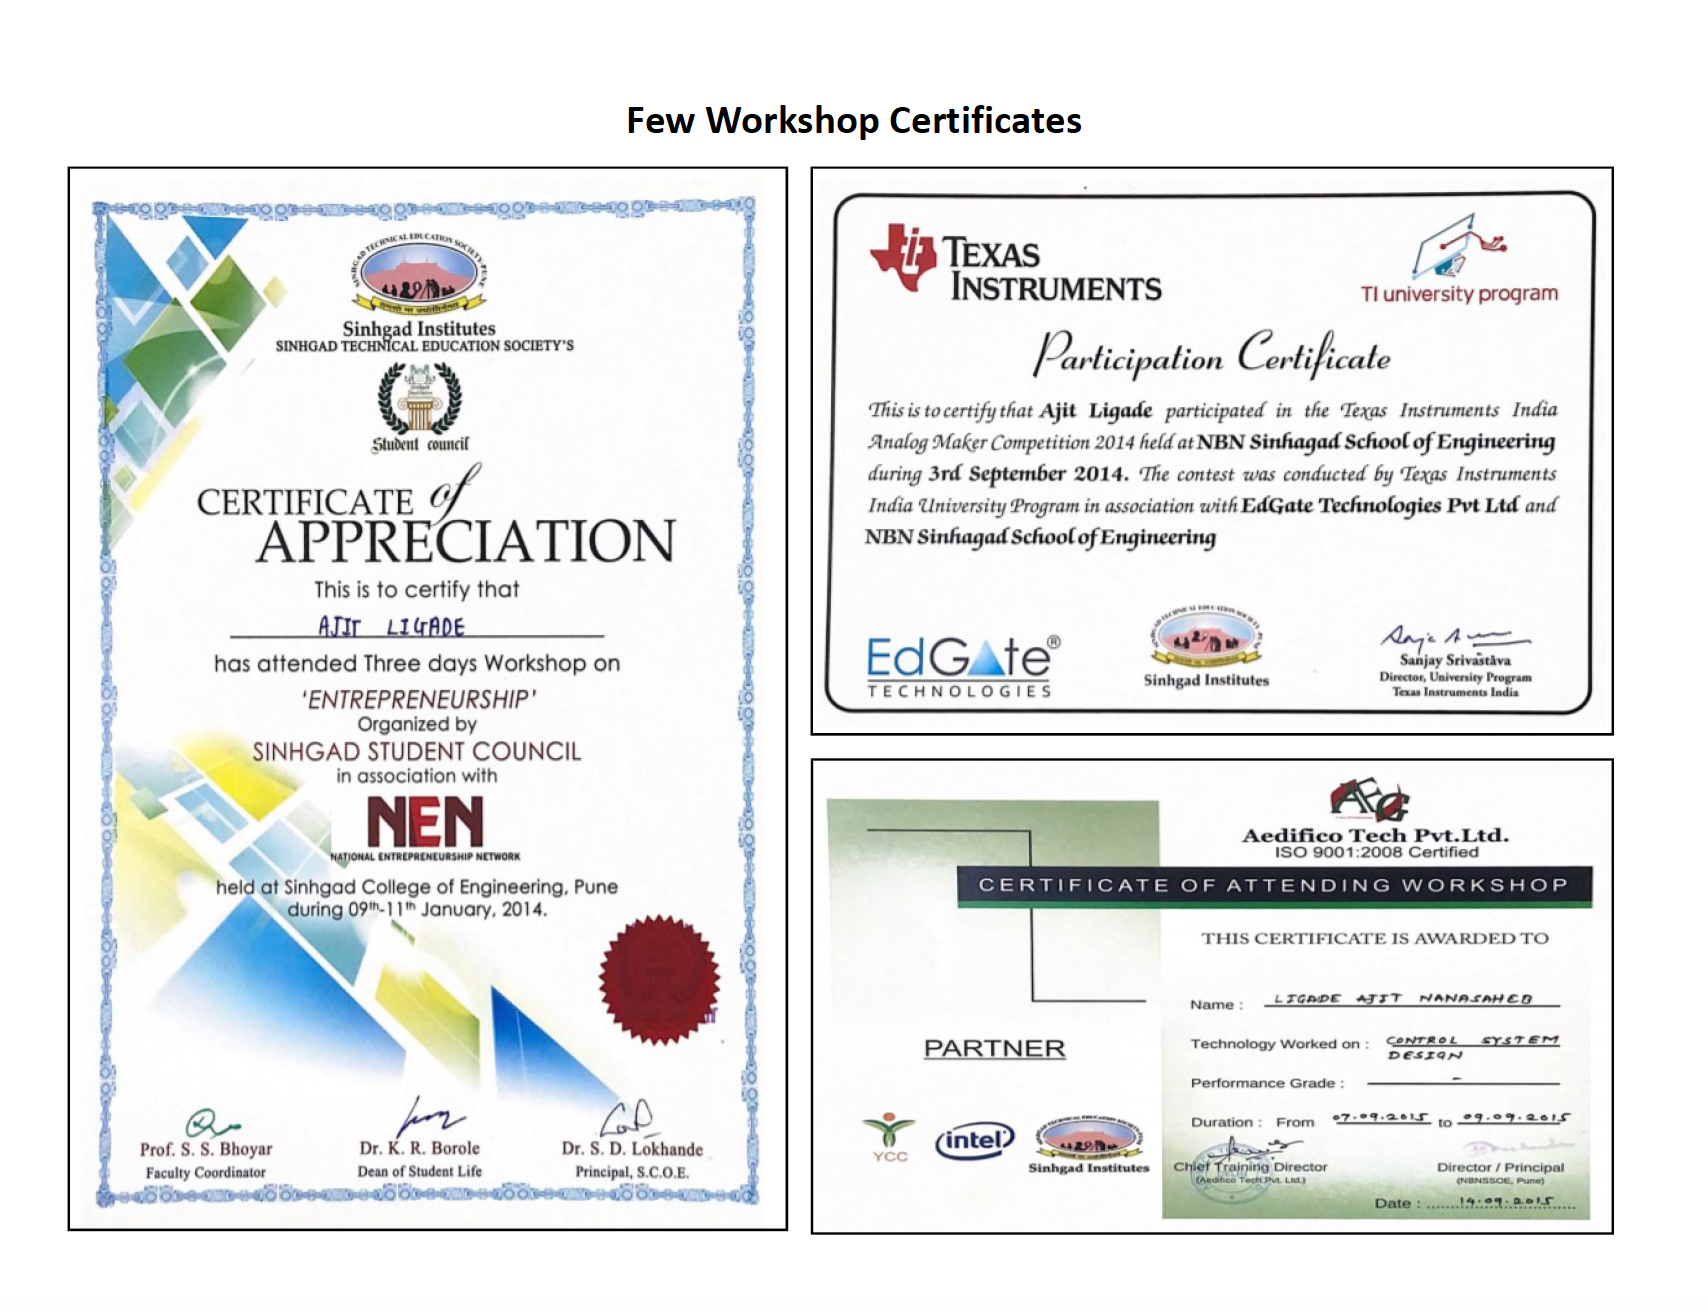 Few Workshop Certificates
SINHGAD TECHNICAL EDUCATION SOCIETY, PUNE
Sinhgad Institutes
SINHGAD TECHNICAL EDUCATION SOCIETY'S
Student council
CERTIFICATE of
APPRECIATION
This is to certify that
AJIT LIGADE
has attended Three days Workshop on
'ENTREPRENEURSHIP'
Organized by
SINHGAD STUDENT COUNCIL
in association with
NEN
NATIONAL ENTREPRENEURSHIP NETWORK
held at Sinhgad College of Engineering, Pune
during 09th-11th January, 2014.
Prof. S. S. Bhoyar
Faculty Coordinator
Dr. K. R. Borole
Dean of Student Life
Dr. S. D. Lokhande
Principal, S.C.O.E.
TEXAS
INSTRUMENTS
TI university program
Participation Certificate
This is to certify that Ajit Ligade participated in the Texas Instruments India
Analog Maker Competition 2014 held at NBN Sinhagad School of Engineering
during 3rd September 2014. The contest was conducted by Texas Instruments
India University Program in association with EdGate Technologies Pvt Ltd and
NBN Sinhagad School of Engineering
EdGate®
TECHNOLOGIES
Sinhgad Institutes
Sanjay Srivastava
Director, University Program
Texas Instruments India
AEG
Aedifico Tech Pvt.Ltd.
ISO 9001:2008 Certified
CERTIFICATE OF ATTENDING WORKSHOP
THIS CERTIFICATE IS AWARDED TO
Name : LIGADE AJIT NANASAHEB
Technology Worked on : CONTROL SYSTEM
DESIGN
Performance Grade : -
Duration : From 07.09.2015 to 09.09.2015
Chief Training Director
(Aedifico Tech.Pvt. Ltd.)
Director / Principal
(NBNSSOE, Pune)
Date : 14.09.2015
PARTNER
YCC
intel
Sinhgad Institutes